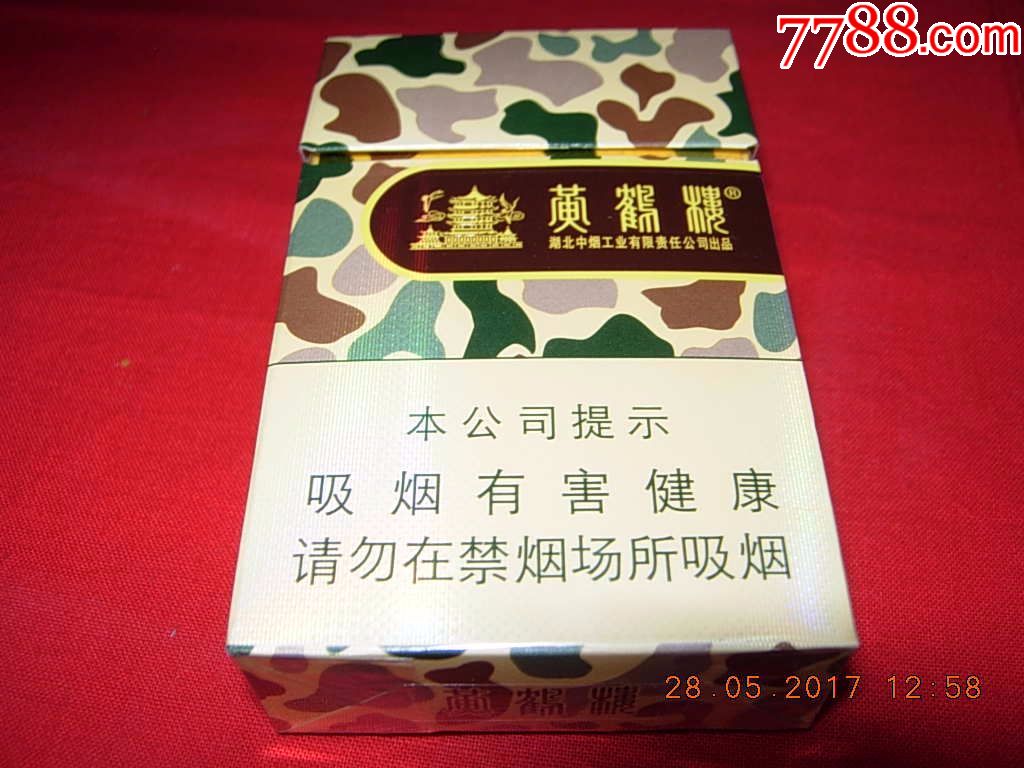 7788.com
黄鹤楼®
湖北中烟工业有限责任公司出品
本公司提示
吸烟有害健康
请勿在禁烟场所吸烟
黄鹤楼
28.05.2017 12:58